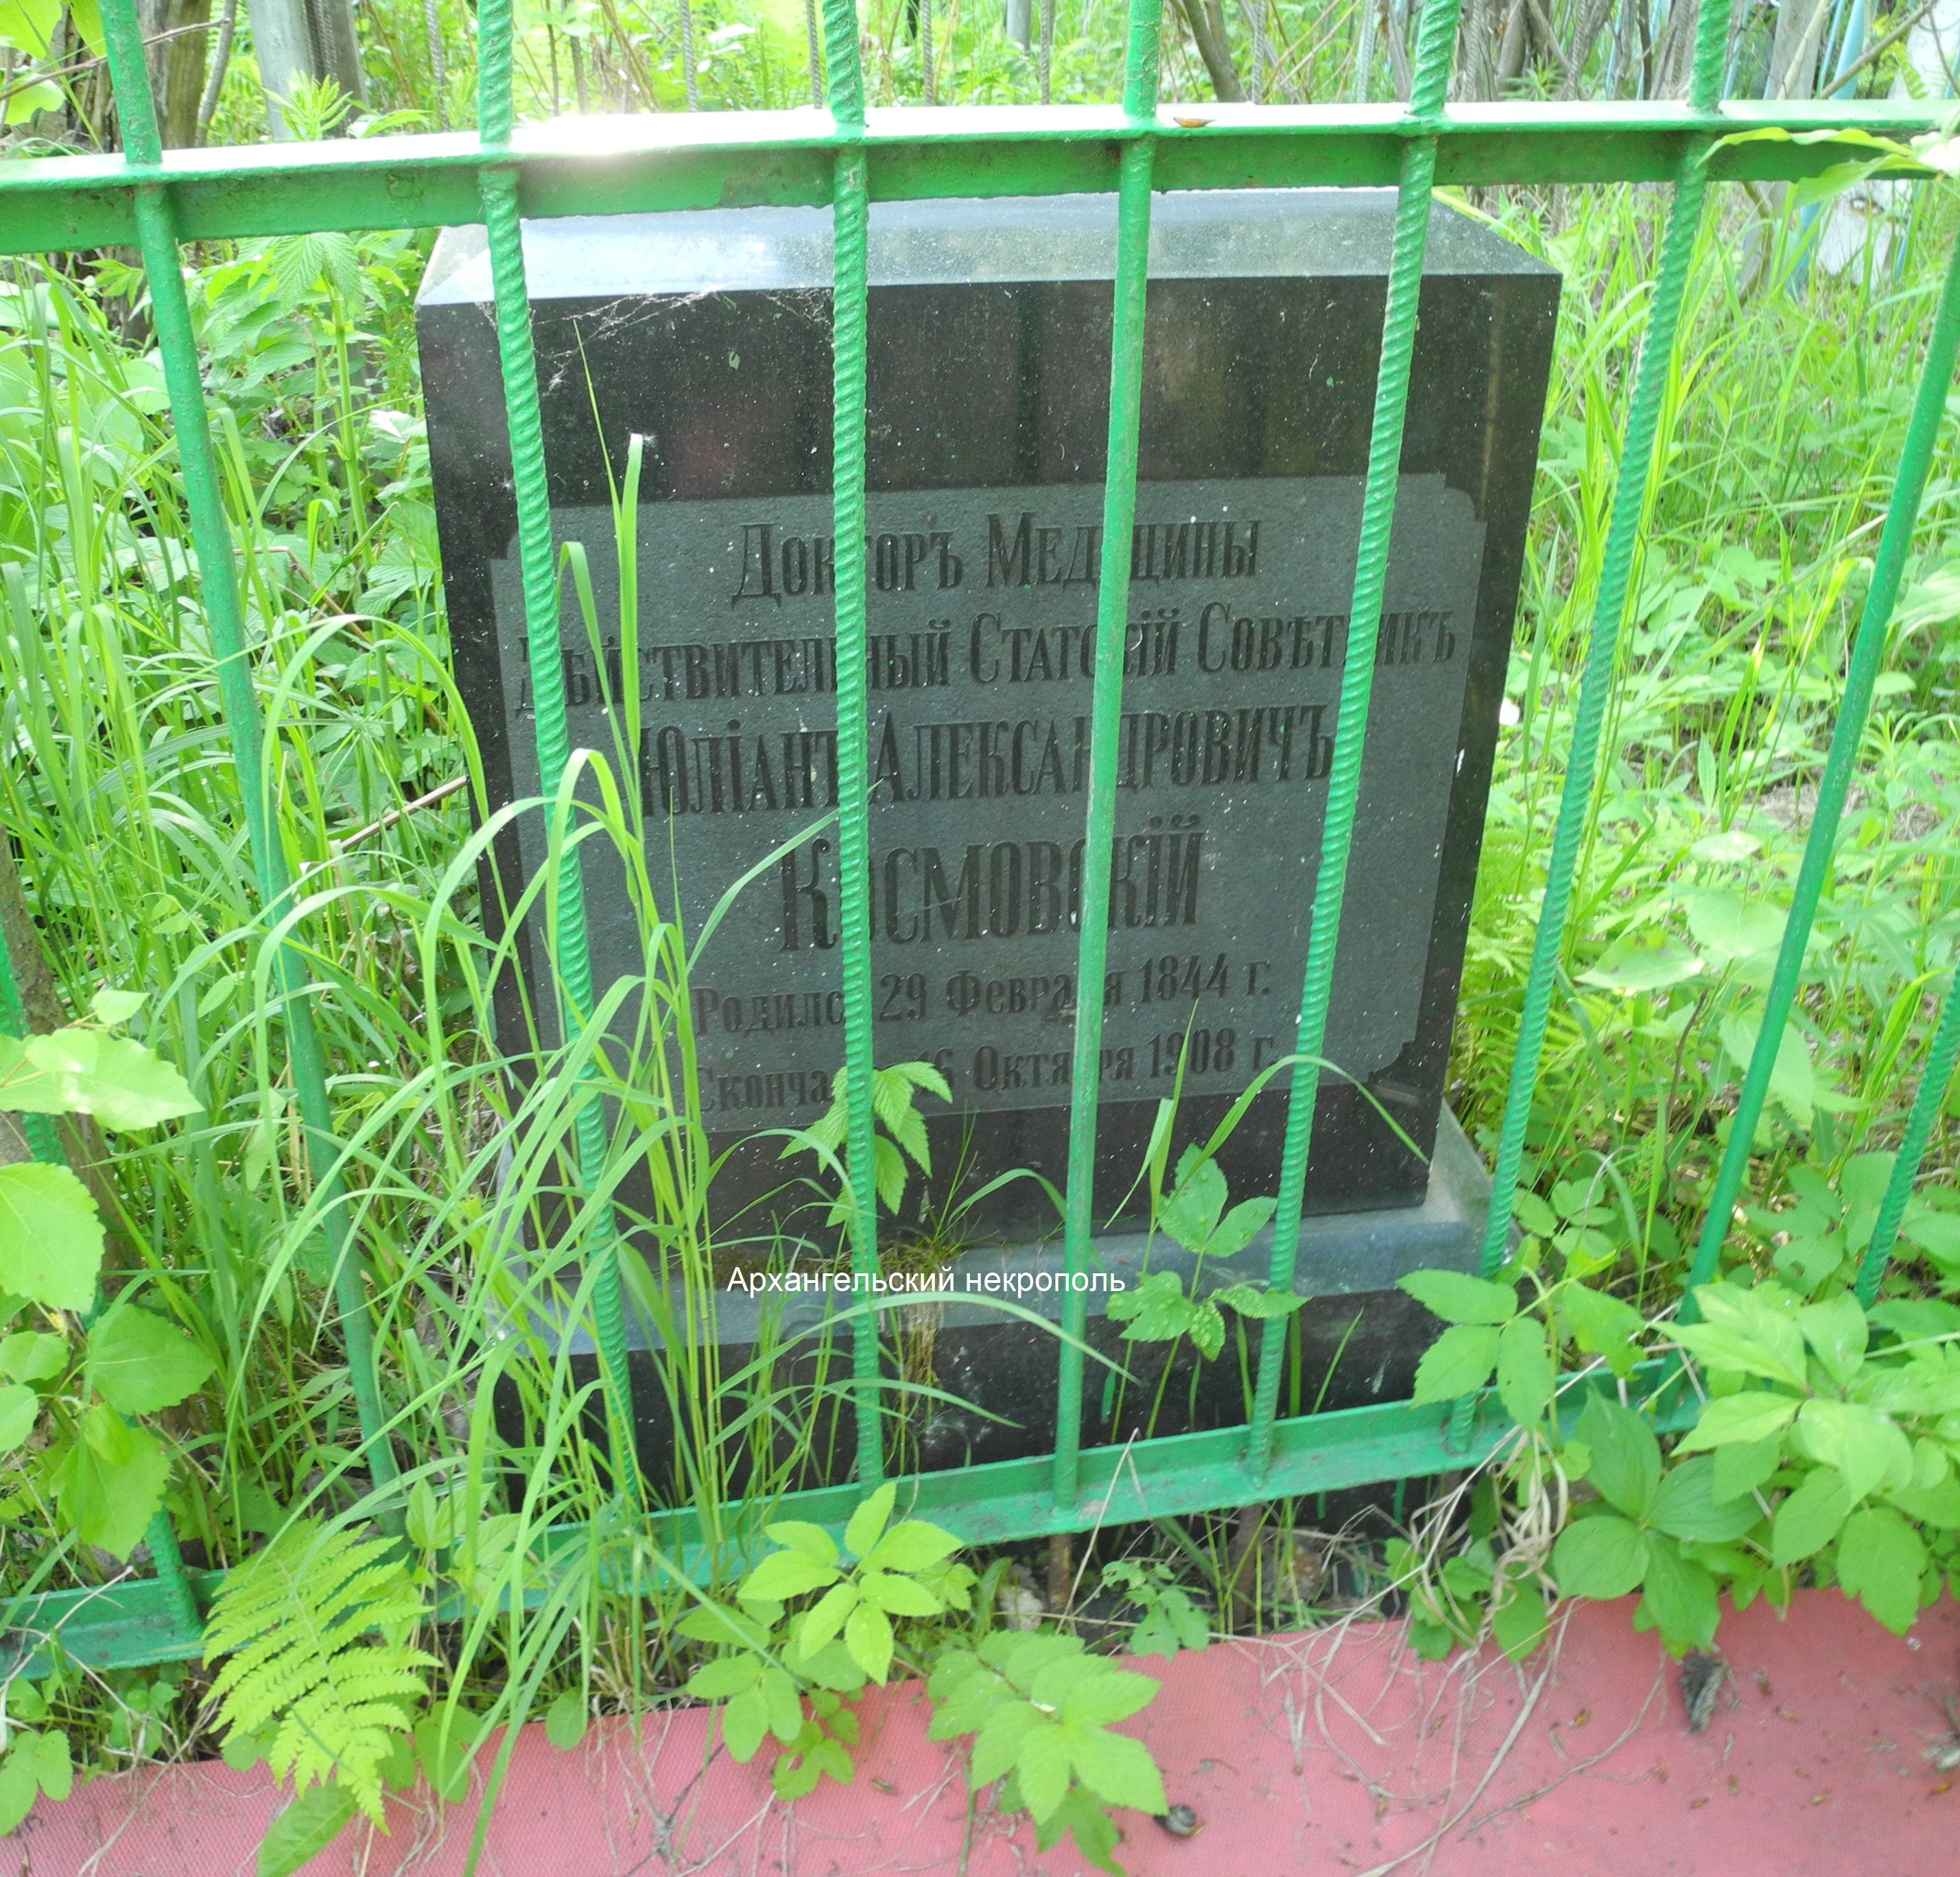 Докторъ Медицины
Дѣйствительный Статскій Совѣтникъ
Юліанъ Александровичъ
Космовскій
Родился 29 Февраля 1844 г.
Октября 1908 г.
Архангельский некрополь